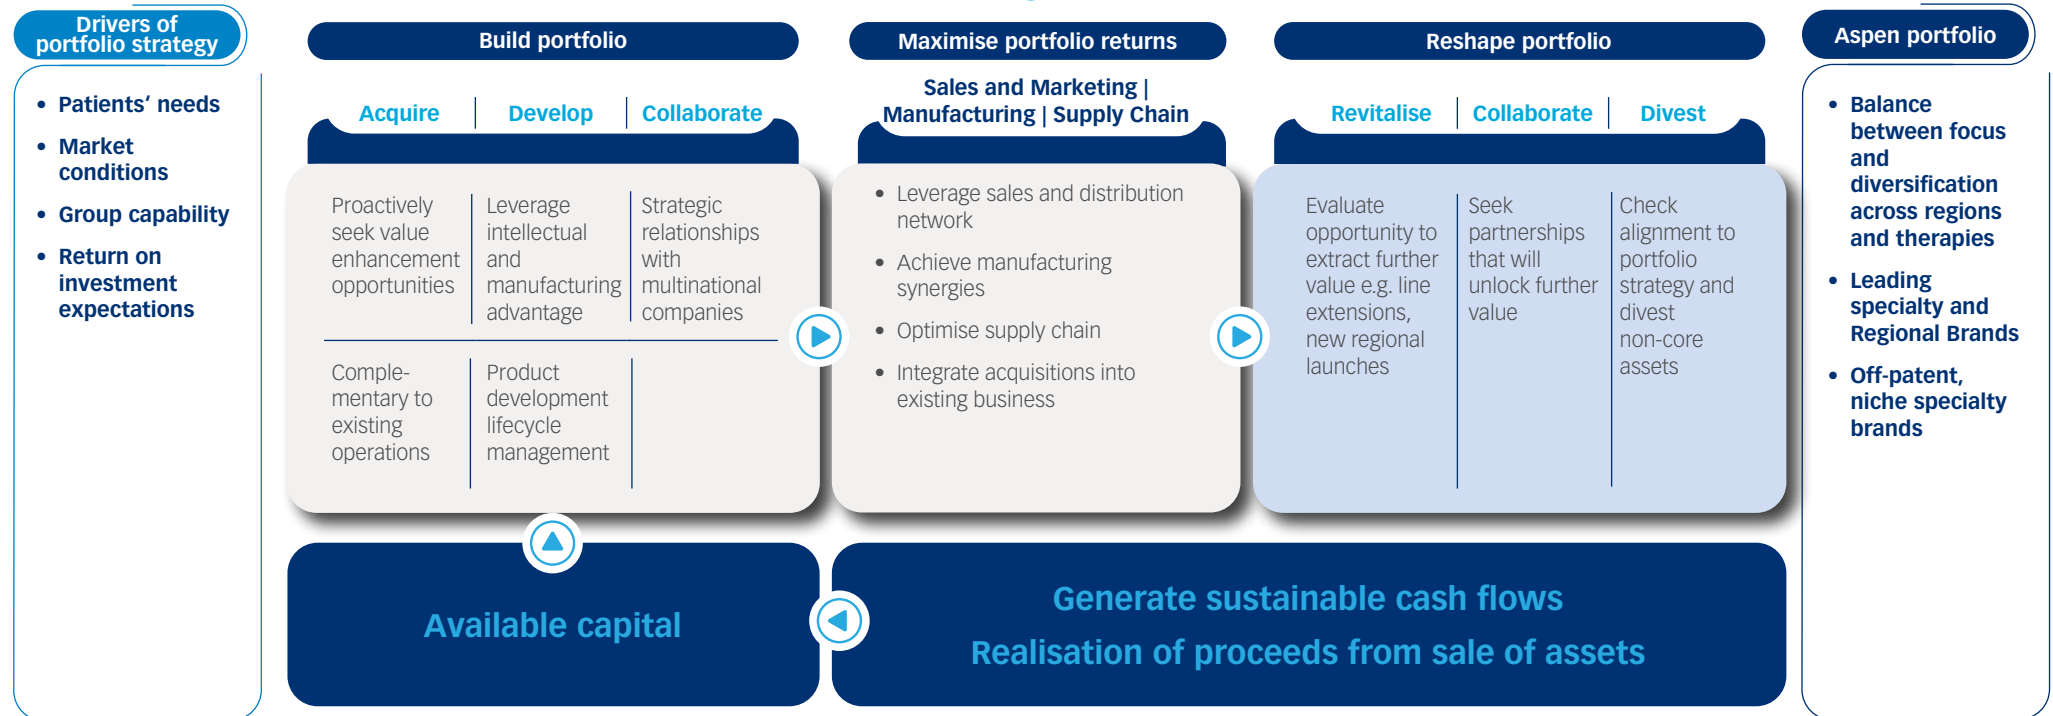 Drivers of
portfolio strategy
• Patients‘ needs
• Market
conditions
• Group capability
• Return on
investment
expectations
Build portfolio
Acquire
Develop
Collaborate
Proactively
seek value
enhancement
opportunities
Leverage
intellectual
and
manufacturing
advantage
Strategic
relationships
with
multinational
companies
Comple-
mentary to
existing
operations
Product
development
lifecycle
management
Maximise portfolio returns
Sales and Marketing |
Manufacturing | Supply Chain
• Leverage sales and distribution
network
• Achieve manufacturing
synergies
• Optimise supply chain
• Integrate acquisitions into
existing business
Reshape portfolio
Revitalise
Collaborate
Divest
Evaluate
opportunity to
extract further
value e.g. line
extensions,
new regional
launches
Seek
partnerships
that will
unlock further
value
Check
alignment to
portfolio
strategy and
divest
non-core
assets
Aspen portfolio
• Balance
between focus
and
diversification
across regions
and therapies
• Leading
specialty and
Regional Brands
• Off-patent,
niche specialty
brands
Available capital
Generate sustainable cash flows
Realisation of proceeds from sale of assets